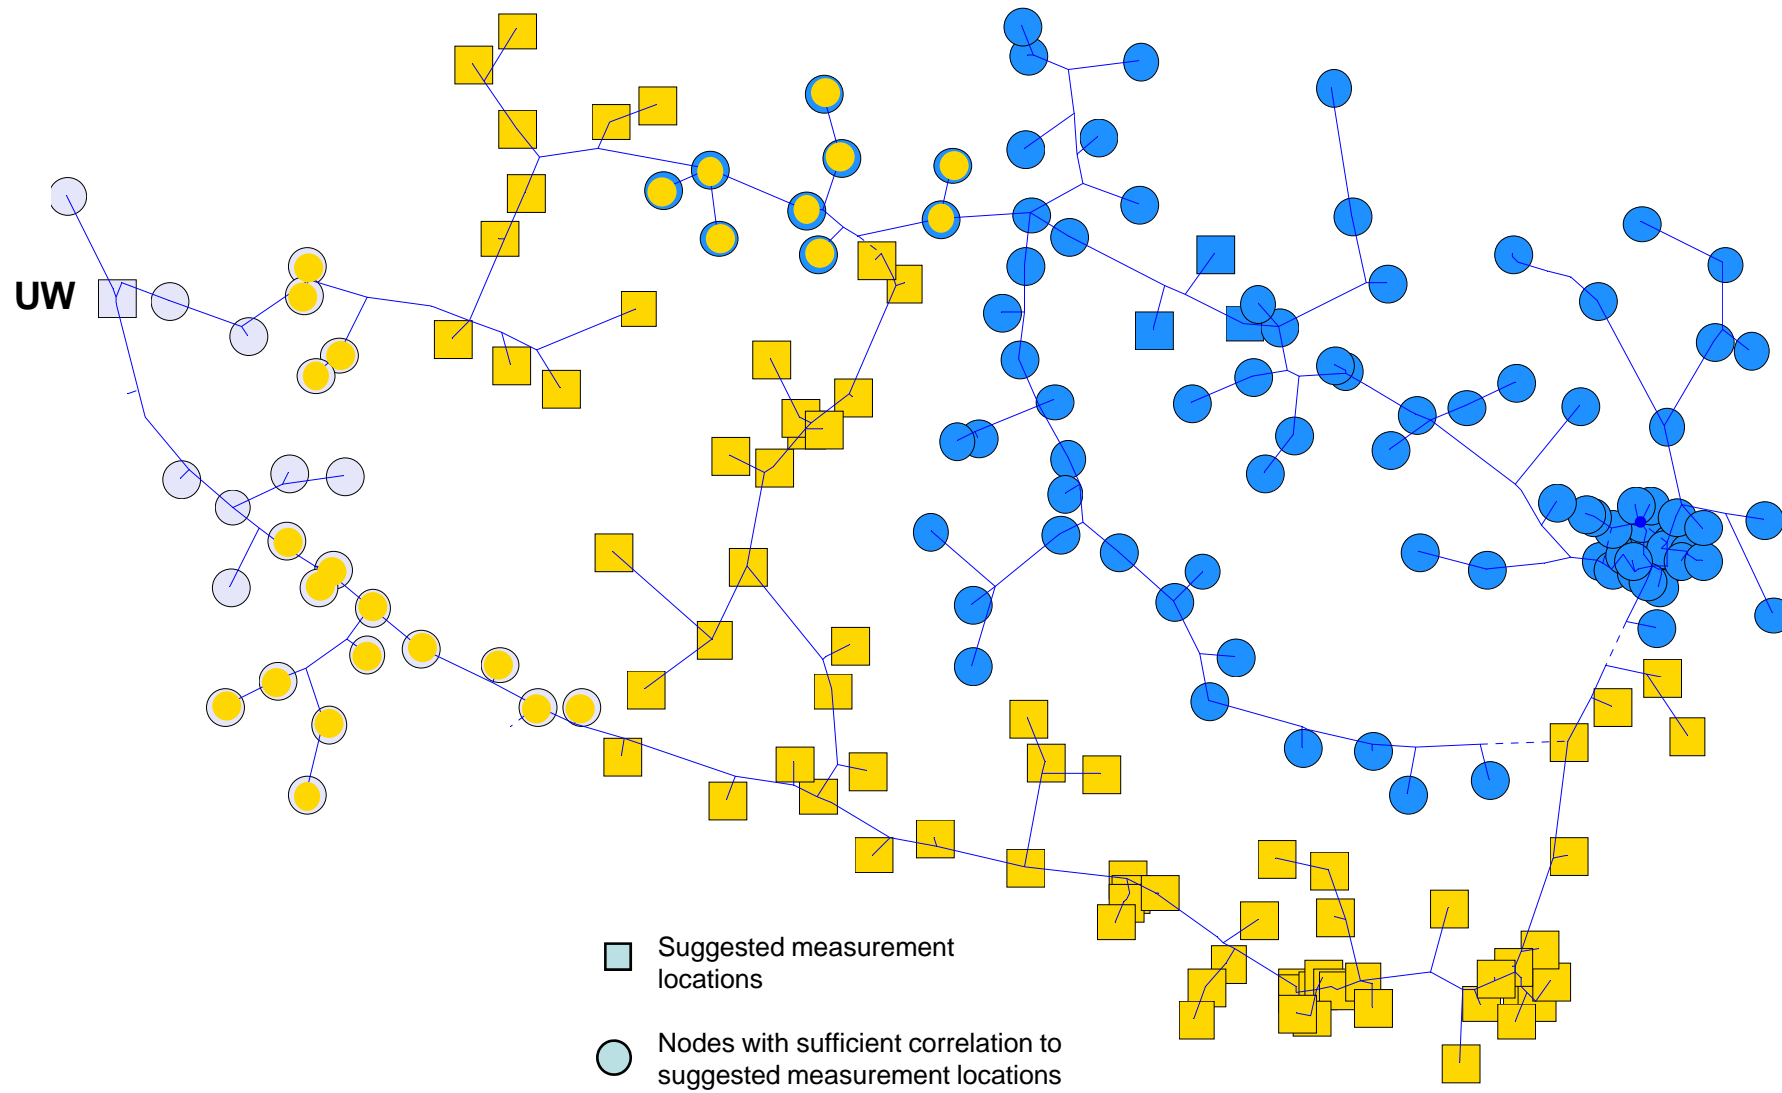 UW
Suggested measurement
locations
Nodes with sufficient correlation to
suggested measurement locations